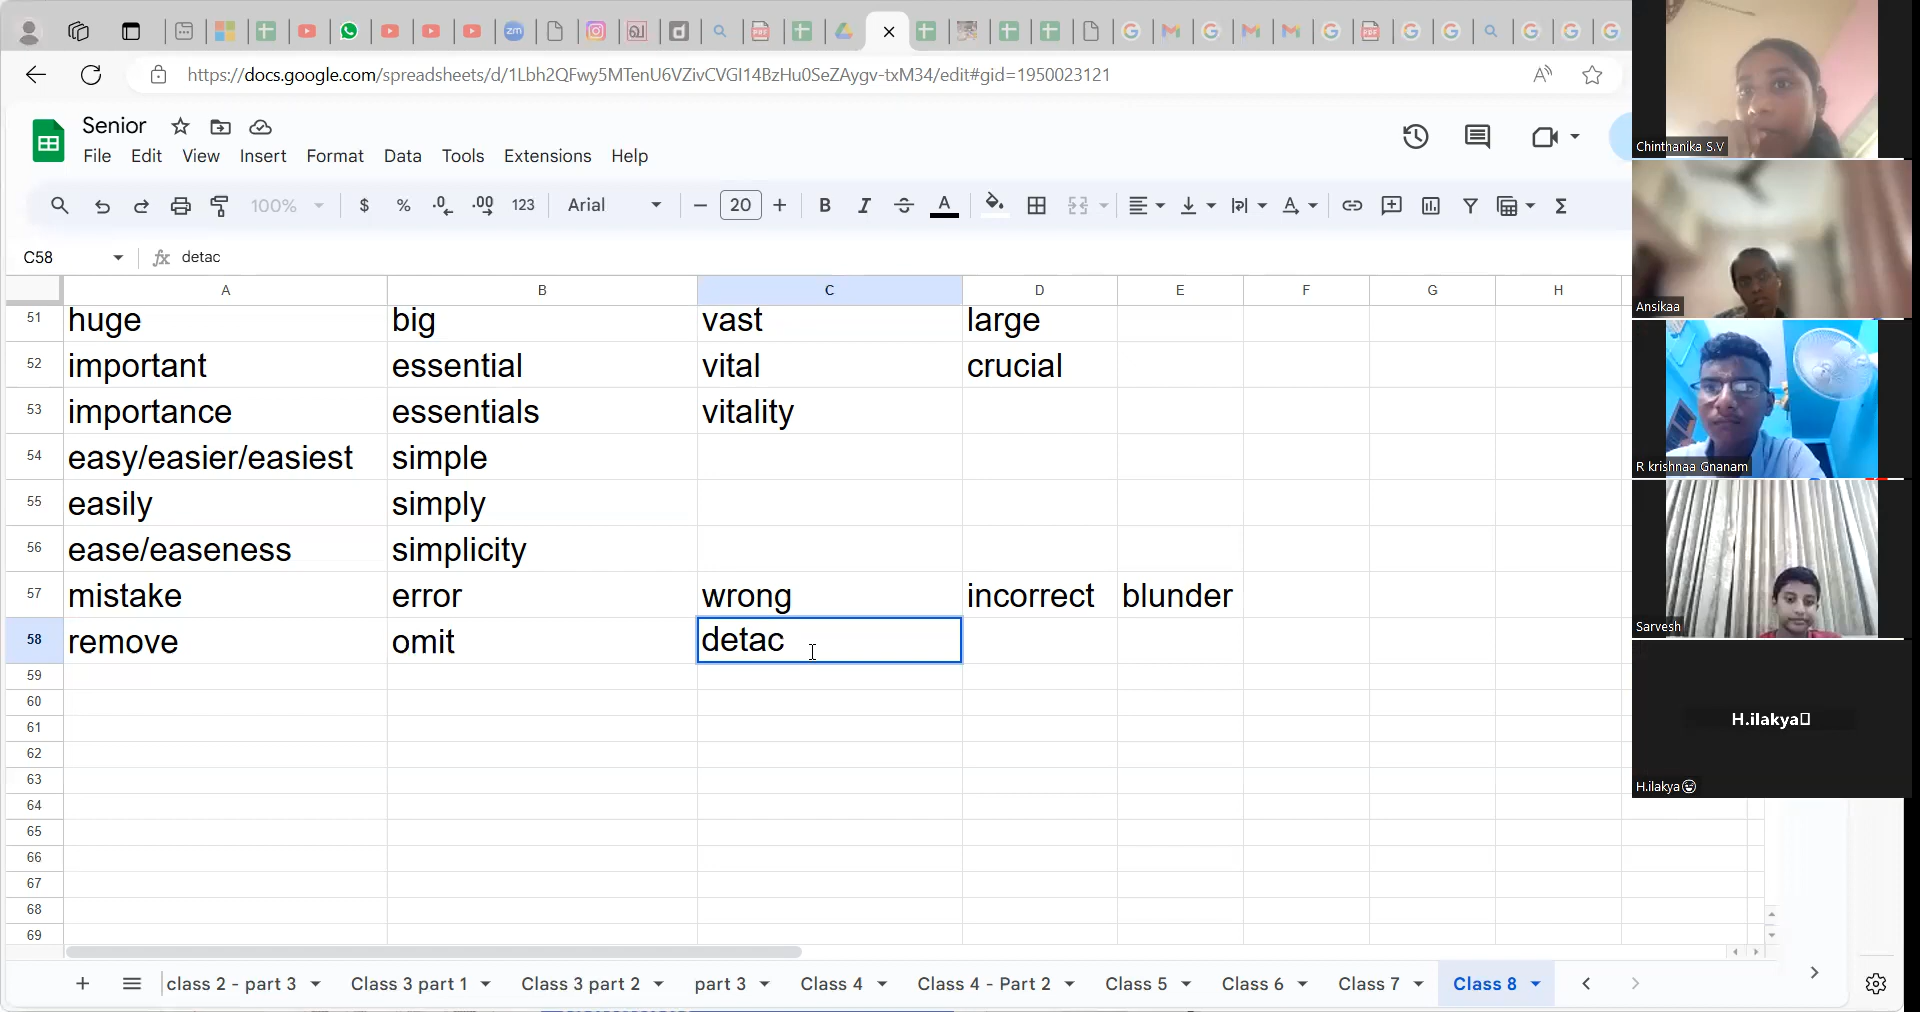 https://docs.google.com/spreadsheets/d/1Lbh2QFwy5MTenU6VZivCVGI14BzHu0SeZAygv-txM34/edit#gid=1950023121
Senior
File Edit View Insert Format Data Tools Extensions Help
100% $ % .0 .00 123 Arial 20 B I A
C58 fx detac
A B C D E F G H
51 huge big vast large
52 important essential vital crucial
53 importance essentials vitality
54 easy/easier/easiest simple
55 easily simply
56 ease/easeness simplicity
57 mistake error wrong incorrect blunder
58 remove omit detac
59
60
61
62
63
64
65
66
67
68
69
class 2 - part 3 Class 3 part 1 Class 3 part 2 part 3 Class 4 Class 4 - Part 2 Class 5 Class 6 Class 7 Class 8
Chinthanika S.V
Ansikaa
R krishnaa Gnanam
Sarvesh
H.ilakya
H.ilakya